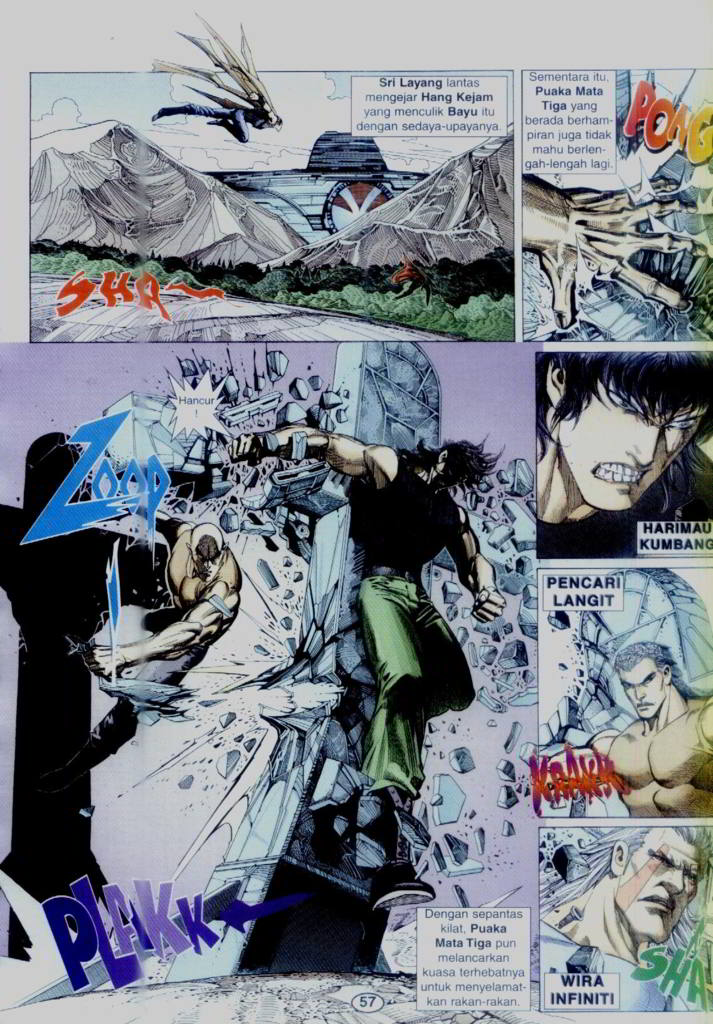 Sri Layang lantas
mengejar Hang Kejam
yang menculik Bayu itu
dengan sedaya-upayanya.
SHA
Sementara itu,
Puaka Mata
Tiga yang
berada berham-
piran juga tidak
mahu berlen-
gah-lengah lagi.
Hancur
!
ZOOP
PLAKK
HARIMAU
KUMBANG
PENCARI
LANGIT
KRAKK
WIRA
INFINITI
SHA
Dengan sepantas
kilat, Puaka
Mata Tiga pun
melancarkan
kuasa terhebatnya
untuk menyelamat-
kan rakan-rakan.
57